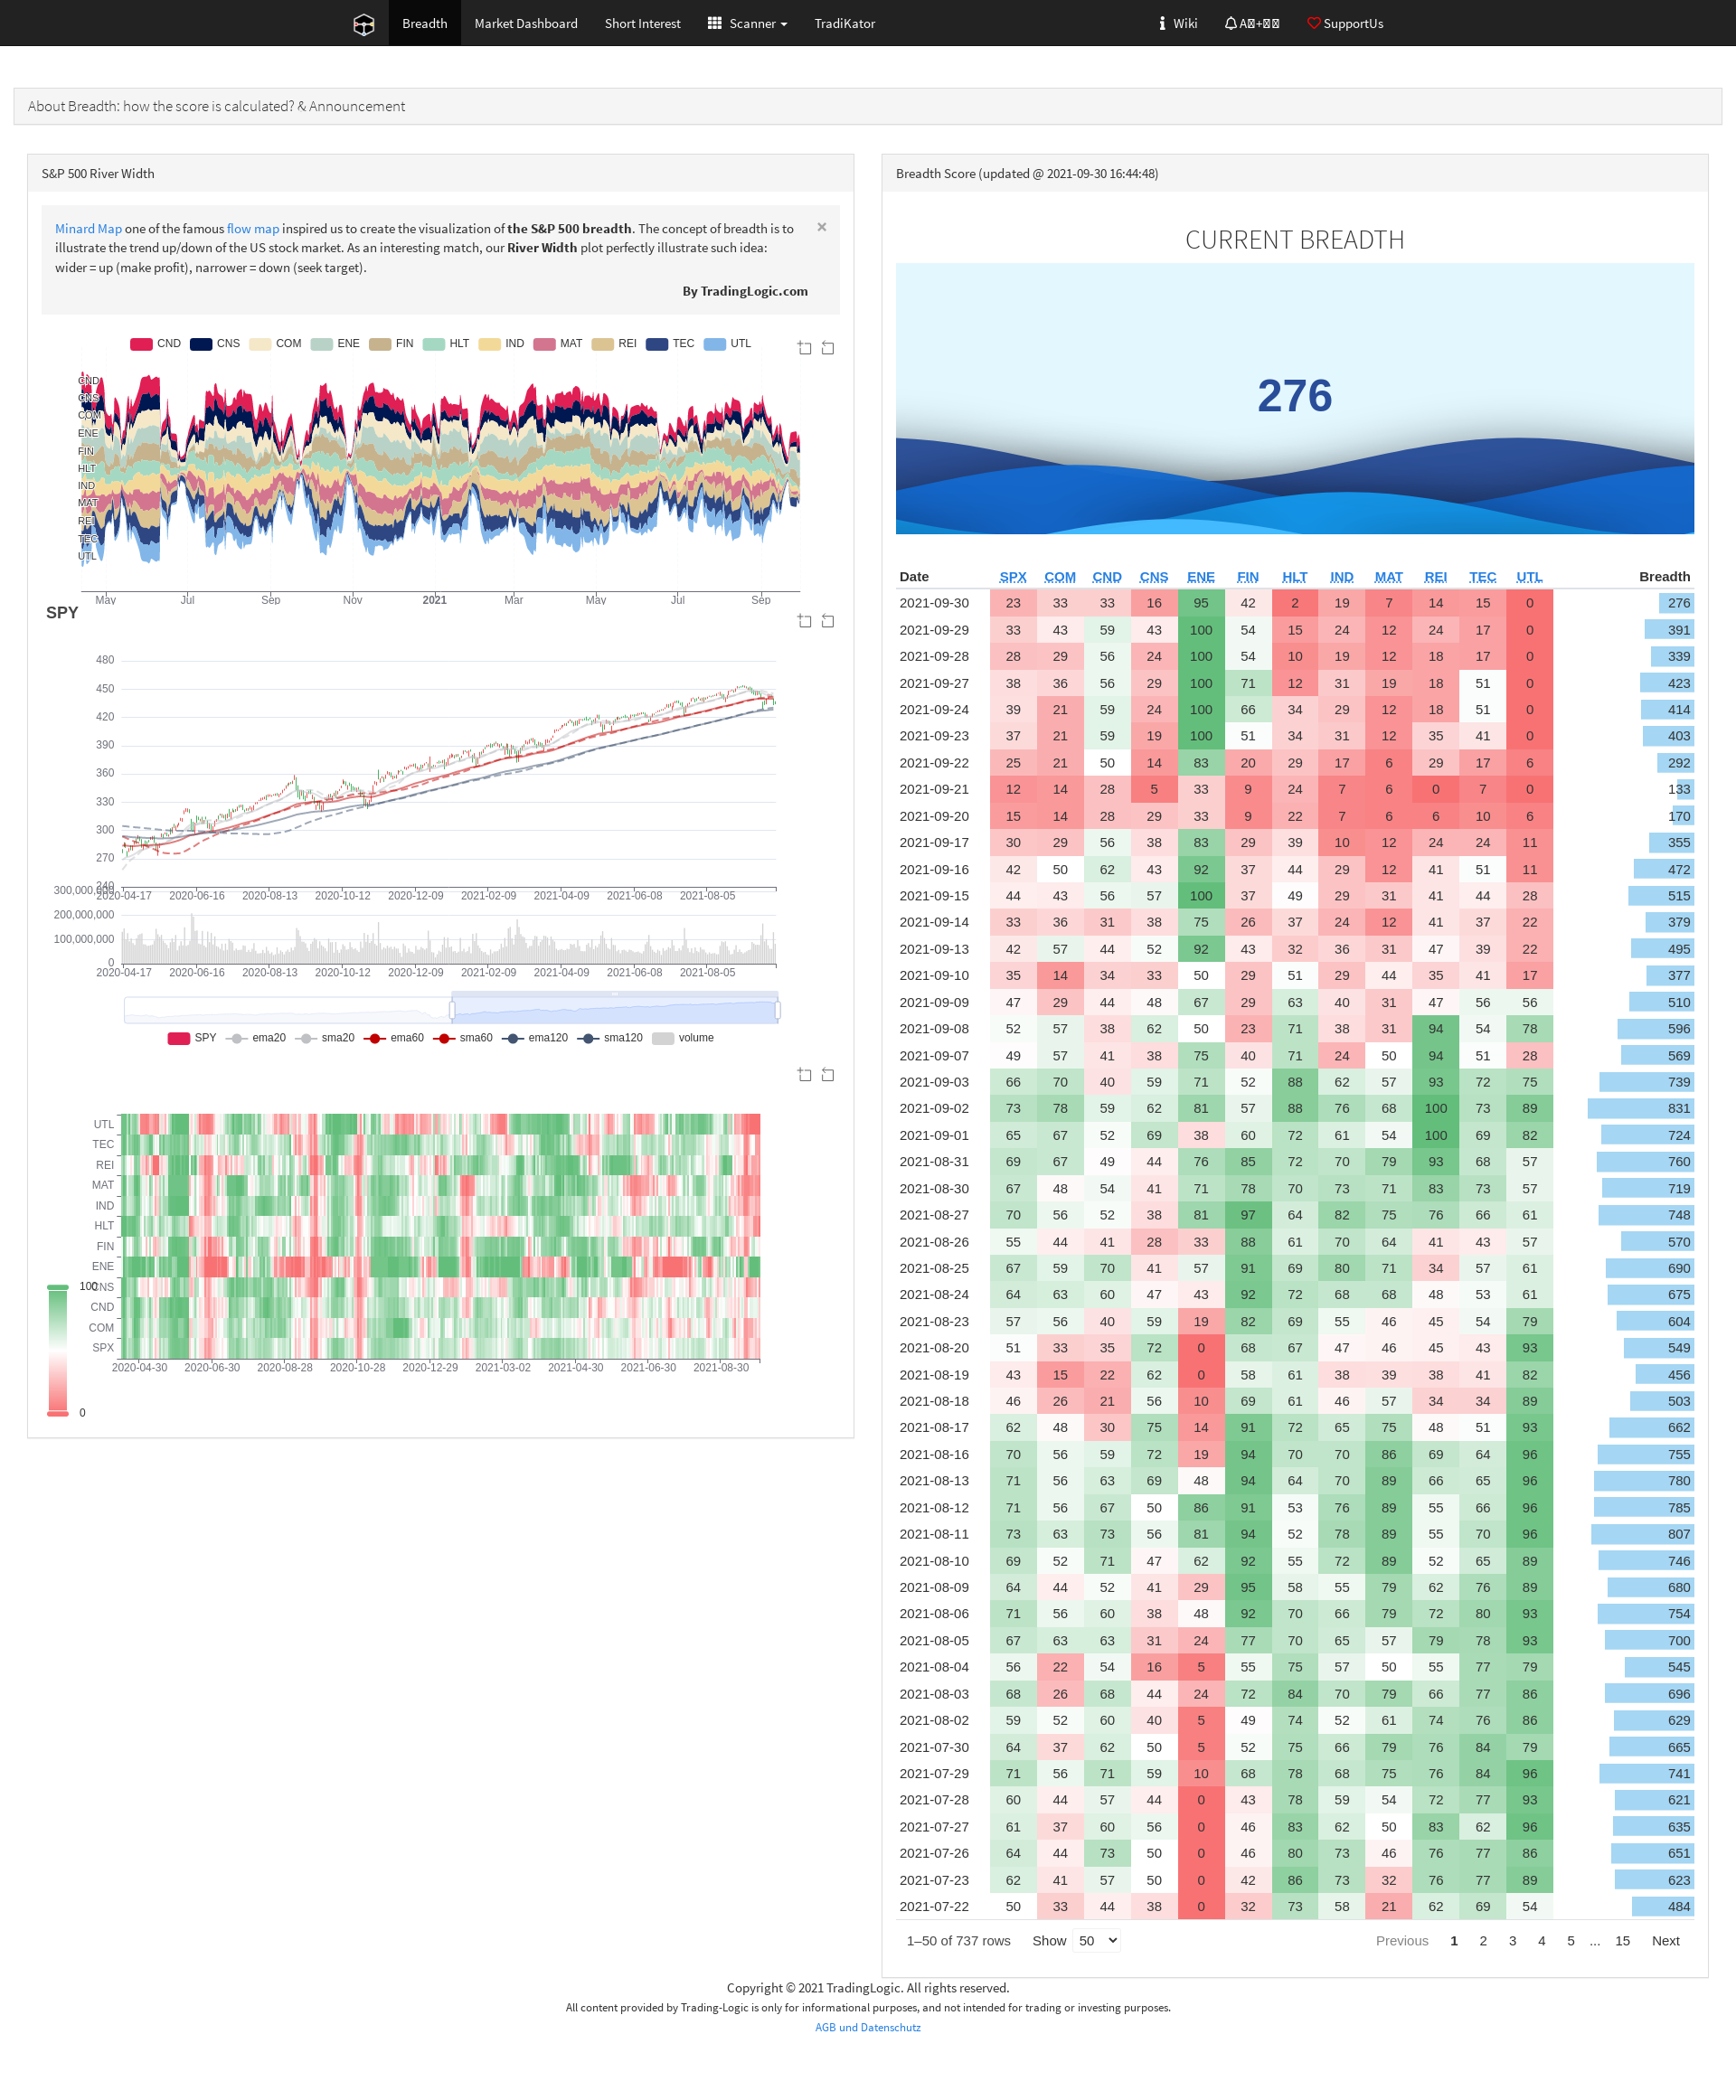 Breadth Market Dashboard Short Interest Scanner TradiKator Wiki SupportUs
About Breadth: how the score is calculated? & Announcement
S&P 500 River Width
Minard Map one of the famous flow map inspired us to create the visualization of the S&P 500 breadth. The concept of breadth is to
illustrate the trend up/down of the US stock market. As an interesting match, our River Width plot perfectly illustrate such idea:
wider = up (make profit), narrower = down (seek target).
×
By TradingLogic.com
CND CNS COM ENE FIN HLT IND MAT REI TEC UTL
CND
CNS
COM
ENE
FIN
HLT
IND
MAT
REI
TEC
UTL
May Jul Sep Nov 2021 Mar May Jul Sep
SPY
480
450
420
390
360
330
300
270
240
2020-04-17 2020-06-16 2020-08-13 2020-10-12 2020-12-09 2021-02-09 2021-04-09 2021-06-08 2021-08-05
300,000,000
200,000,000
100,000,000
0
2020-04-17 2020-06-16 2020-08-13 2020-10-12 2020-12-09 2021-02-09 2021-04-09 2021-06-08 2021-08-05
SPY ema20 sma20 ema60 sma60 ema120 sma120 volume
UTL
TEC
REI
MAT
IND
HLT
FIN
ENE
CNS
CND
COM
SPX
2020-04-30 2020-06-30 2020-08-28 2020-10-28 2020-12-29 2021-03-02 2021-04-30 2021-06-30 2021-08-30
100
0
Breadth Score (updated @ 2021-09-30 16:44:48)
CURRENT BREADTH
276
Date SPX COM CND CNS ENE FIN HLT IND MAT REI TEC UTL Breadth
2021-09-30 23 33 33 16 95 42 2 19 7 14 15 0 276
2021-09-29 33 43 59 43 100 54 15 24 12 24 17 0 391
2021-09-28 28 29 56 24 100 54 10 19 12 18 17 0 339
2021-09-27 38 36 56 29 100 71 12 31 19 18 51 0 423
2021-09-24 39 21 59 24 100 66 34 29 12 18 51 0 414
2021-09-23 37 21 59 19 100 51 34 31 12 35 41 0 403
2021-09-22 25 21 50 14 83 20 29 17 6 29 17 6 292
2021-09-21 12 14 28 5 33 9 24 7 6 0 7 0 133
2021-09-20 15 14 28 29 33 9 22 7 6 6 10 6 170
2021-09-17 30 29 56 38 83 29 39 10 12 24 24 11 355
2021-09-16 42 50 62 43 92 37 44 29 12 41 51 11 472
2021-09-15 44 43 56 57 100 37 49 29 31 41 44 28 515
2021-09-14 33 36 31 38 75 26 37 24 12 41 37 22 379
2021-09-13 42 57 44 52 92 43 32 36 31 47 39 22 495
2021-09-10 35 14 34 33 50 29 51 29 44 35 41 17 377
2021-09-09 47 29 44 48 67 29 63 40 31 47 56 56 510
2021-09-08 52 57 38 62 50 23 71 38 31 94 54 78 596
2021-09-07 49 57 41 38 75 40 71 24 50 94 51 28 569
2021-09-03 66 70 40 59 71 52 88 62 57 93 72 75 739
2021-09-02 73 78 59 62 81 57 88 76 68 100 73 89 831
2021-09-01 65 67 52 69 38 60 72 61 54 100 69 82 724
2021-08-31 69 67 49 44 76 85 72 70 79 93 68 57 760
2021-08-30 67 48 54 41 71 78 70 73 71 83 73 57 719
2021-08-27 70 56 52 38 81 97 64 82 75 76 66 61 748
2021-08-26 55 44 41 28 33 88 61 70 64 41 43 57 570
2021-08-25 67 59 70 41 57 91 69 80 71 34 57 61 690
2021-08-24 64 63 60 47 43 92 72 68 68 48 53 61 675
2021-08-23 57 56 40 59 19 82 69 55 46 45 54 79 604
2021-08-20 51 33 35 72 0 68 67 47 46 45 43 93 549
2021-08-19 43 15 22 62 0 58 61 38 39 38 41 82 456
2021-08-18 46 26 21 56 10 69 61 46 57 34 34 89 503
2021-08-17 62 48 30 75 14 91 72 65 75 48 51 93 662
2021-08-16 70 56 59 72 19 94 70 70 86 69 64 96 755
2021-08-13 71 56 63 69 48 94 64 70 89 66 65 96 780
2021-08-12 71 56 67 50 86 91 53 76 89 55 66 96 785
2021-08-11 73 63 73 56 81 94 52 78 89 55 70 96 807
2021-08-10 69 52 71 47 62 92 55 72 89 52 65 89 746
2021-08-09 64 44 52 41 29 95 58 55 79 62 76 89 680
2021-08-06 71 56 60 38 48 92 70 66 79 72 80 93 754
2021-08-05 67 63 63 31 24 77 70 65 57 79 78 93 700
2021-08-04 56 22 54 16 5 55 75 57 50 55 77 79 545
2021-08-03 68 26 68 44 24 72 84 70 79 66 77 86 696
2021-08-02 59 52 60 40 5 49 74 52 61 74 76 86 629
2021-07-30 64 37 62 50 5 52 75 66 79 76 84 79 665
2021-07-29 71 56 71 59 10 68 78 68 75 76 84 96 741
2021-07-28 60 44 57 44 0 43 78 59 54 72 77 93 621
2021-07-27 61 37 60 56 0 46 83 62 50 83 62 96 635
2021-07-26 64 44 73 50 0 46 80 73 46 76 77 86 651
2021-07-23 62 41 57 50 0 42 86 73 32 76 77 89 623
2021-07-22 50 33 44 38 0 32 73 58 21 62 69 54 484
1–50 of 737 rows Show 50 Previous 1 2 3 4 5 ... 15 Next
Copyright © 2021 TradingLogic. All rights reserved.
All content provided by Trading-Logic is only for informational purposes, and not intended for trading or investing purposes.
AGB und Datenschutz